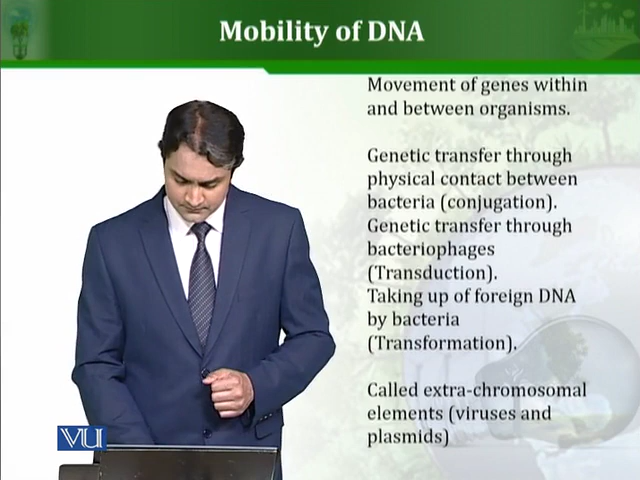 Mobility of DNA
Movement of genes within
and between organisms.
Genetic transfer through
physical contact between
bacteria (conjugation).
Genetic transfer through
bacteriophages
(Transduction).
Taking up of foreign DNA
by bacteria
(Transformation).
Called extra-chromosomal
elements (viruses and
plasmids)
VU